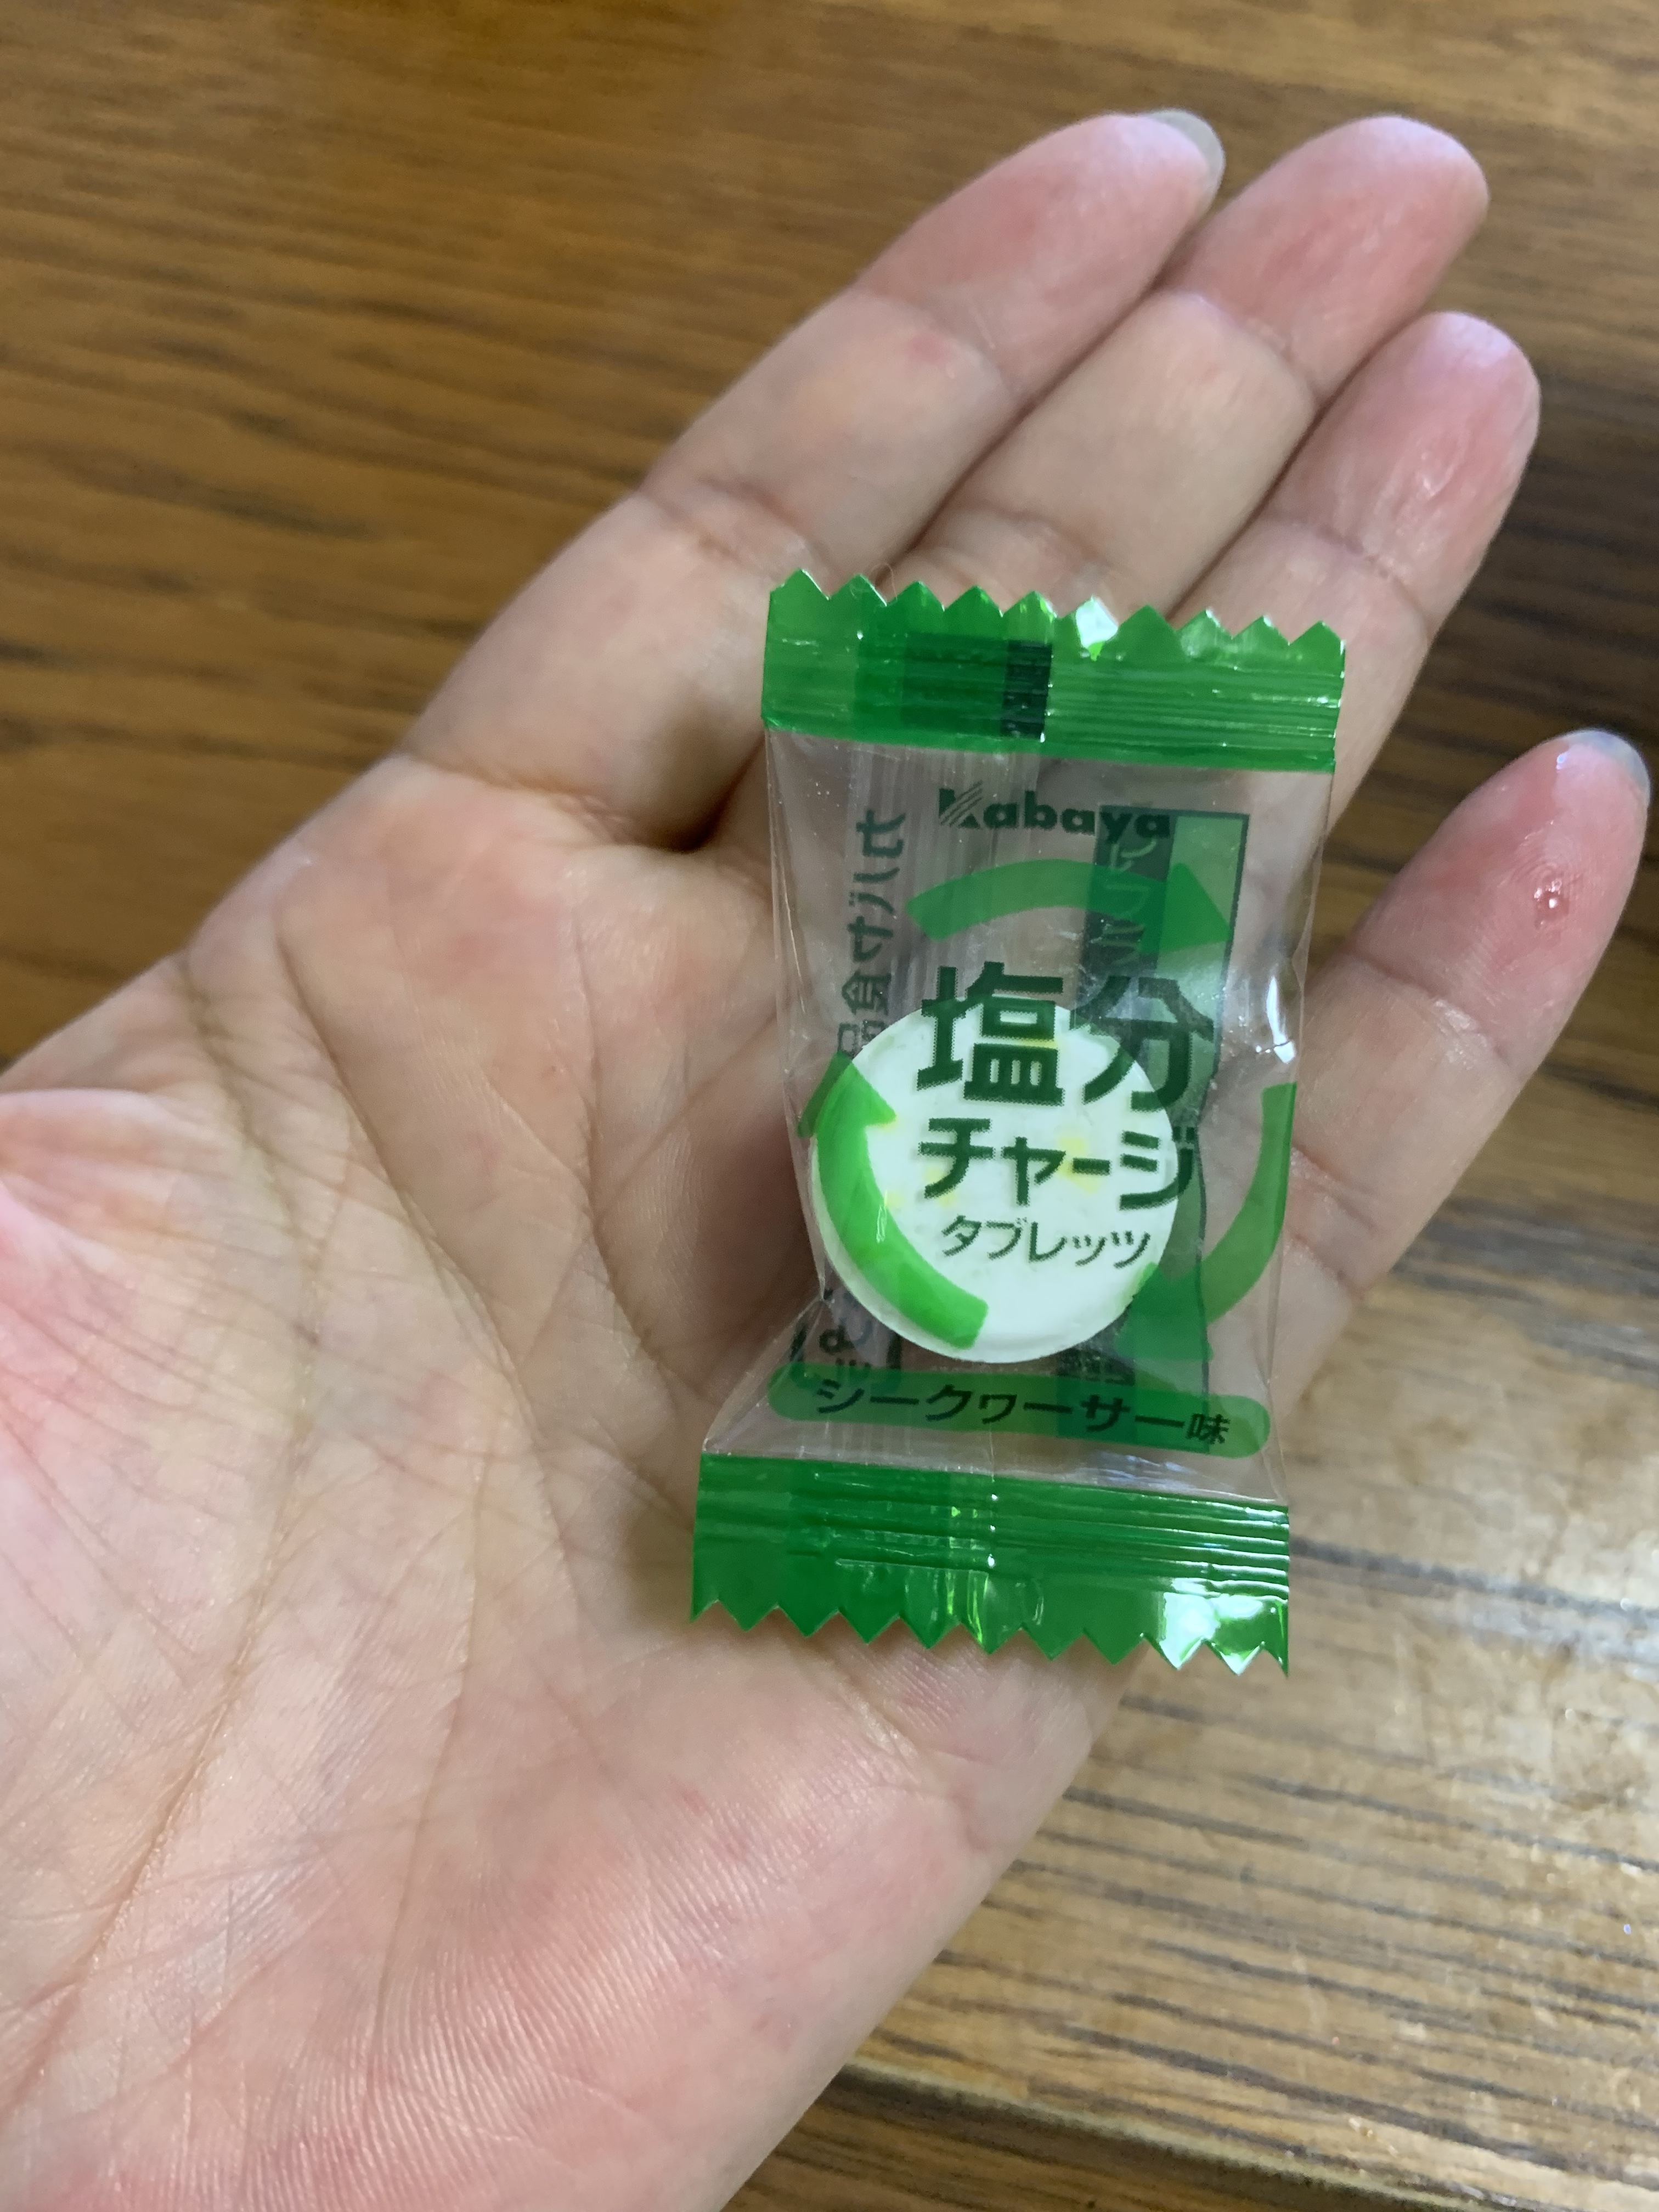 Kabaya
塩分
チャージ
タブレッツ
シークヮーサー味